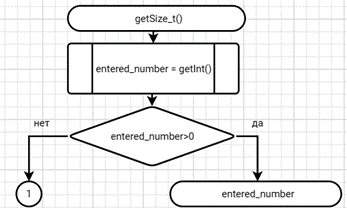 getSize_t()
entered_number = getInt()
нет
да
entered_number>0
1
entered_number